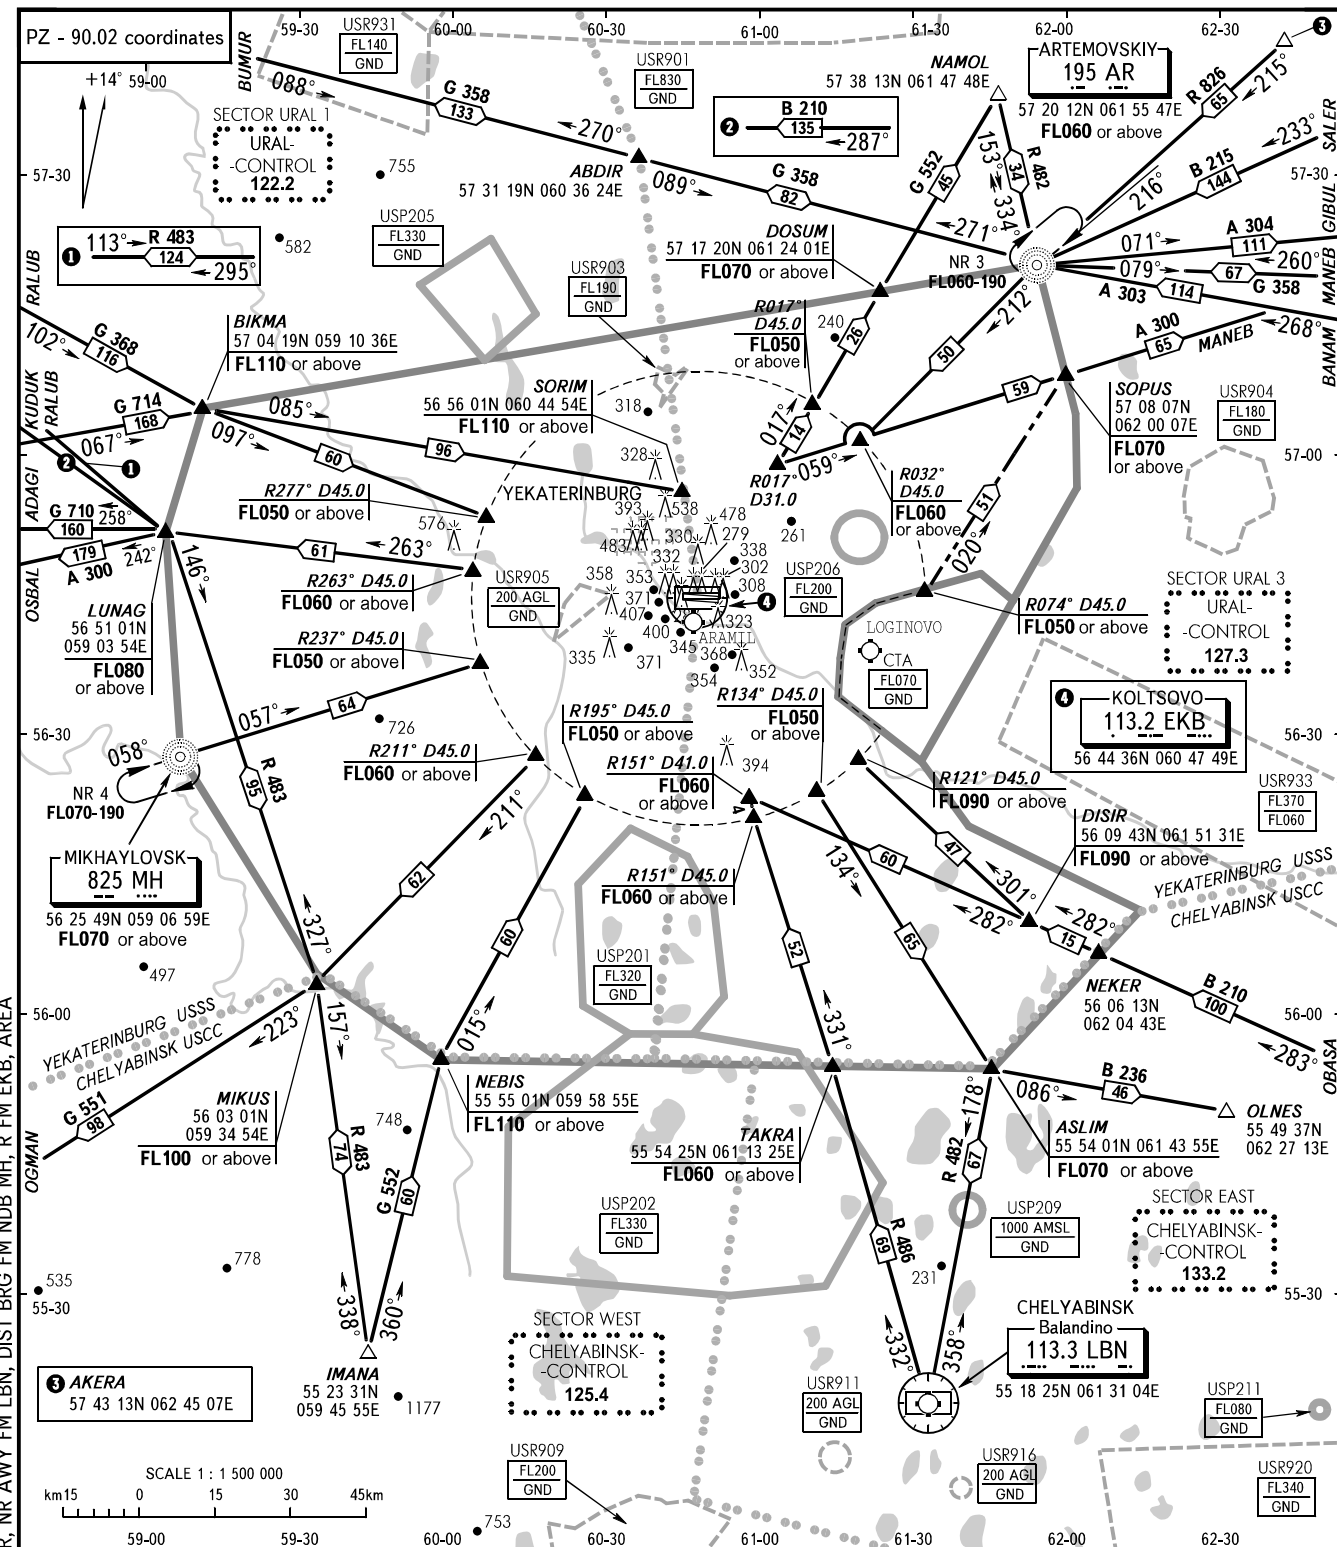 PZ - 90.02 coordinates
59-30
60-00
60-30
61-00
61-30
62-00
62-30
+14°
59-00
BUMUR
088°
G 358
133
270°
USR931
FL140
GND
USR901
FL830
GND
❷
B 210
135
287°
NAMOL
57 38 13N 061 47 48E
ARTEMOVSKIY
195 AR
57 20 12N 061 55 47E
FL060 or above
R 826
65
215°
❸
SALER
233°
B 215
144
216°
57-30
GIBUL
SECTOR URAL 1
URAL-
-CONTROL
122.2
755
57-30
ABDIR
57 31 19N 060 36 24E
089°
G 358
82
G 552
45
153°
334°
R 482
34
USP205
FL330
GND
582
❶
113°
R 483
124
295°
DOSUM
57 17 20N 061 24 01E
FL070 or above
271°
NR 3
FL060-190
071°
A 304
111
260°
079°
67
G 358
A 303
114
MANEB
268°
BANAM
USR903
FL190
GND
R017°
D45.0
FL050
or above
240
26
212°
50
A 300
65
MANEB
RALUB
102°
G 368
116
BIKMA
57 04 19N 059 10 36E
FL110 or above
SORIM
56 56 01N 060 44 54E
FL110 or above
318
59
SOPUS
57 08 07N
062 00 07E
FL070
or above
USR904
FL180
GND
KUDUK
RALUB
G 714
168
067°
085°
097°
96
60
017°
14
059°
57-00
❷
❶
ADAGI
328
YEKATERINBURG
R277° D45.0
FL050 or above
R017°
D31.0
R032°
D45.0
FL060
or above
51
020°
G 710
160
258°
OSBAL
179
A 300
242°
146°
61
263°
576
393
538
478
279
261
483
330
332
338
302
308
358
353
371
407
400
345
323
ARAMIL
368
352
354
335
371
R263° D45.0
FL060 or above
USR905
200 AGL
GND
USP206
FL200
GND
❹
SECTOR URAL 3
URAL-
-CONTROL
127.3
R074° D45.0
FL050 or above
LOGINOVO
CTA
FL070
GND
LUNAG
56 51 01N
059 03 54E
FL080
or above
R237° D45.0
FL050 or above
R134° D45.0
FL050
or above
❹
KOLTSOVO
113.2 EKB
56 44 36N 060 47 49E
057°
64
726
R195° D45.0
FL050 or above
56-30
058°
NR 4
FL070-190
R211° D45.0
FL060 or above
R151° D41.0
FL060
or above
394
R121° D45.0
FL090 or above
USR933
FL370
FL060
R 483
95
211°
4
DISIR
56 09 43N 061 51 31E
FL090 or above
MIKHAYLOVSK
825 MH
56 25 49N 059 06 59E
FL070 or above
62
134°
60
47
301°
282°
YEKATERINBURG USSS
CHELYABINSK USCC
R151° D45.0
FL060 or above
60
52
65
282°
15
327°
497
USP201
FL320
GND
NEKER
56 06 13N
062 04 43E
B 210
100
56-00
56-00
YEKATERINBURG USSS
CHELYABINSK USCC
223°
157°
015°
331°
283°
OBASA
G 551
98
OGMAN
MIKUS
56 03 01N
059 34 54E
FL100 or above
NEBIS
55 55 01N 059 58 55E
FL110 or above
748
178°
086°
B 236
46
OLNES
55 49 37N
062 27 13E
TAKRA
55 54 25N 061 13 25E
FL060 or above
ASLIM
55 54 01N 061 43 55E
FL070 or above
R 483
74
G 552
60
R 482
67
USP202
FL330
GND
USP209
1000 AMSL
GND
SECTOR EAST
CHELYABINSK-
-CONTROL
133.2
R 486
69
778
535
231
55-30
55-30
338°
360°
SECTOR WEST
CHELYABINSK-
-CONTROL
125.4
332°
358°
CHELYABINSK
Balandino
113.3 LBN
55 18 25N 061 31 04E
❸ AKERA
57 43 13N 062 45 07E
IMANA
55 23 31N
059 45 55E
1177
USR911
200 AGL
GND
USP211
FL080
GND
SCALE 1 : 1 500 000
km15 0 15 30 45km
USR909
FL200
GND
USR916
200 AGL
GND
USR920
FL340
GND
753
59-00
59-30
60-00
60-30
61-00
61-30
62-00
62-30
NR AWY FM LBN, DIST BRG FM NDB MH, R FM EKB, AREA